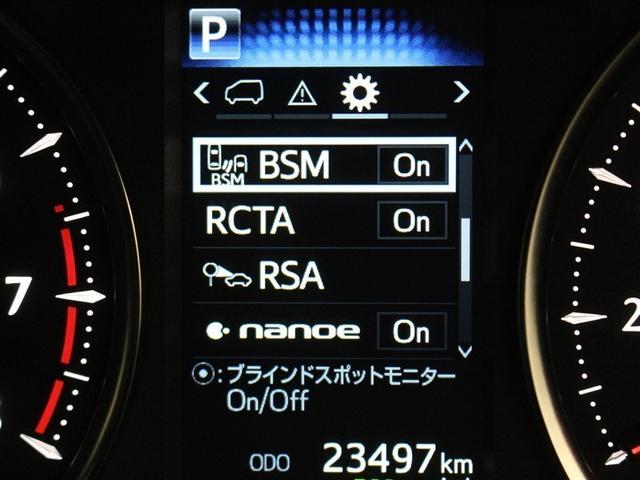 P
BSM BSM On
RCTA On
RSA
nanoe On
7
2
:ブラインドスポットモニター
On/Off
ODO 23497 km